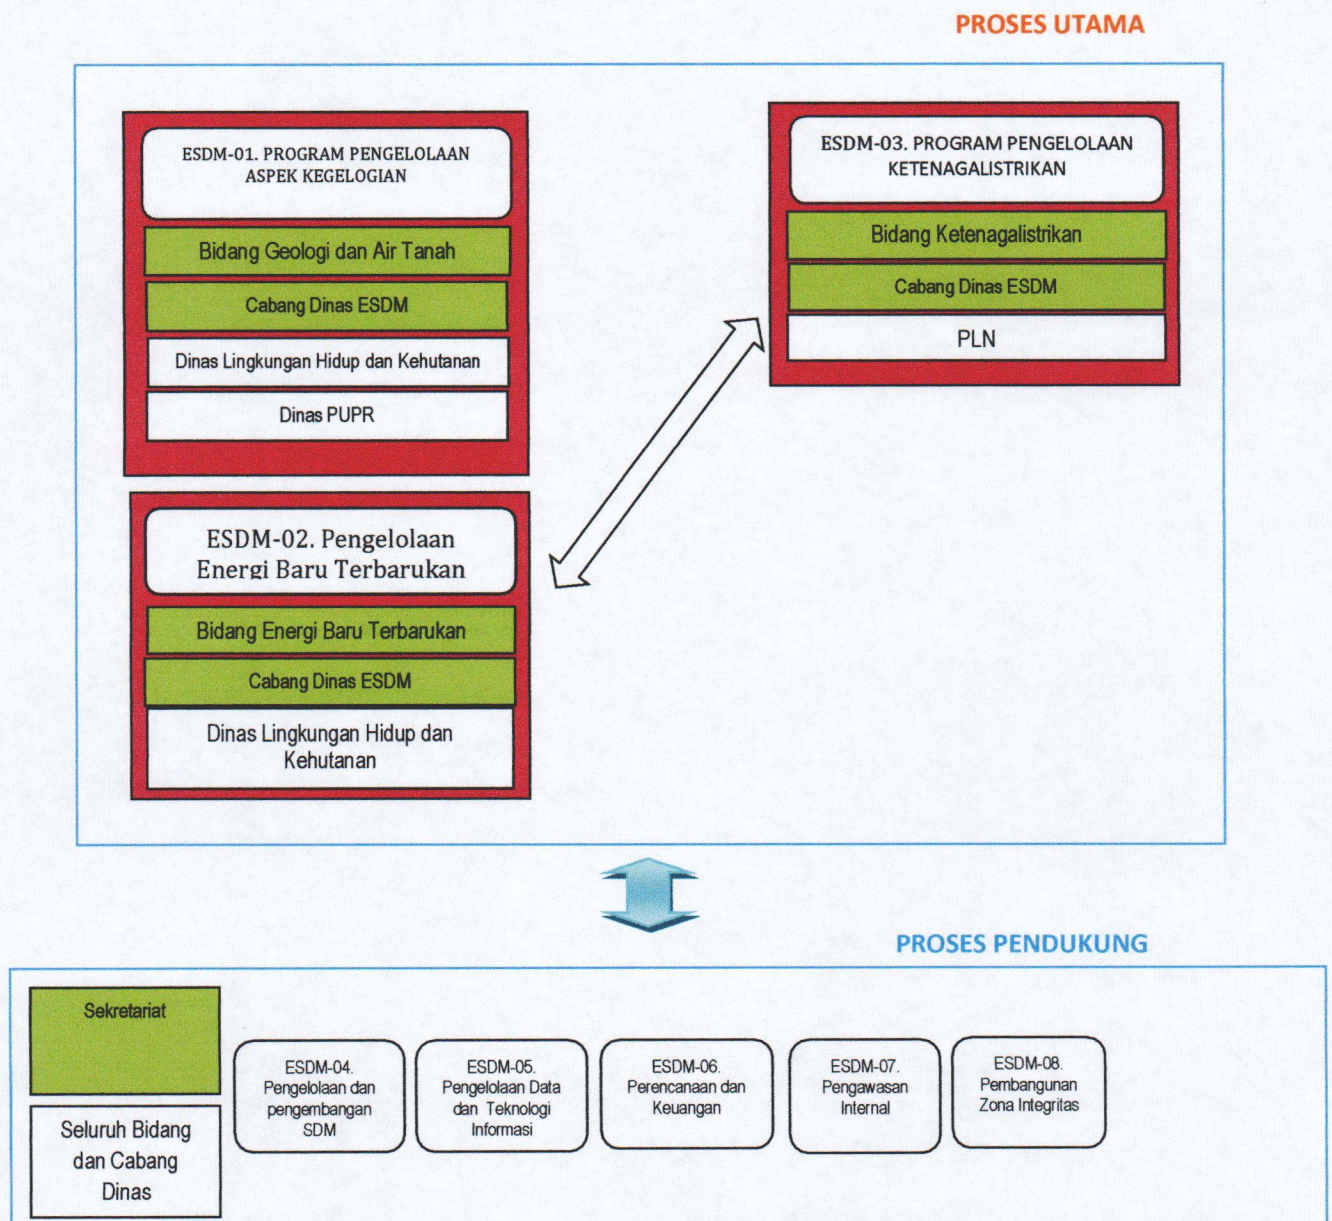 PROSES UTAMA
ESDM-01. PROGRAM PENGELOLAAN
ASPEK KEGELOGIAN
Bidang Geologi dan Air Tanah
Cabang Dinas ESDM
Dinas Lingkungan Hidup dan Kehutanan
Dinas PUPR
ESDM-03. PROGRAM PENGELOLAAN
KETENAGALISTRIKAN
Bidang Ketenagalistrikan
Cabang Dinas ESDM
PLN
ESDM-02. Pengelolaan
Energi Baru Terbarukan
Bidang Energi Baru Terbarukan
Cabang Dinas ESDM
Dinas Lingkungan Hidup dan
Kehutanan
PROSES PENDUKUNG
Sekretariat
Seluruh Bidang
dan Cabang
Dinas
ESDM-04.
Pengelolaan dan
pengembangan
SDM
ESDM-05.
Pengelolaan Data
dan Teknologi
Informasi
ESDM-06.
Perencanaan dan
Keuangan
ESDM-07.
Pengawasan
Internal
ESDM-08.
Pembangunan
Zona Integritas